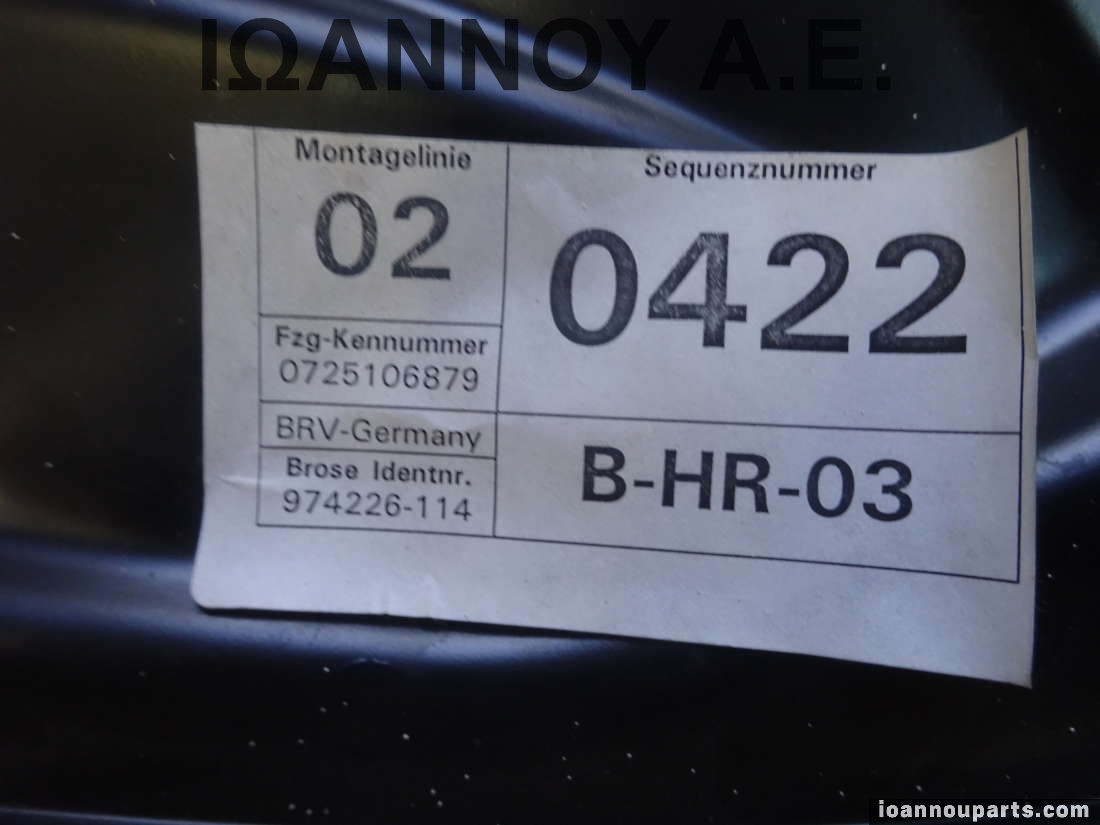 ΙΩΑΝΝΟΥ Α.Ε.
Montagelinie
02
Sequenznummer
0422
Fzg-Kennummer
0725106879
BRV-Germany
Brose Identnr.
974226-114
B-HR-03
ioannouparts.com